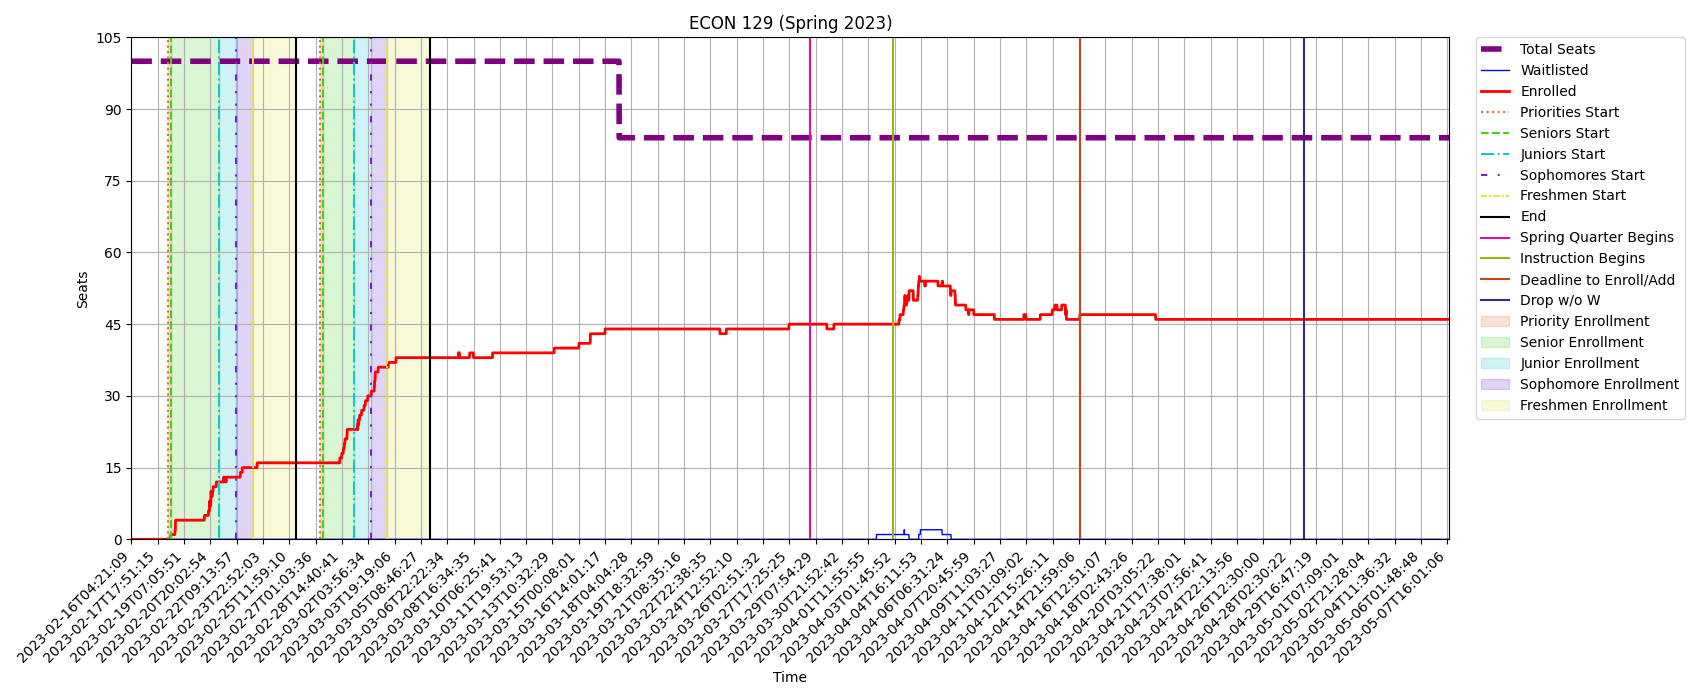 ECON 129 (Spring 2023)
105
90
75
60
45
30
15
0
Seats
2023-02-16T04:21:09
2023-02-17T17:51:15
2023-02-19T07:05:51
2023-02-20T20:02:54
2023-02-22T09:13:57
2023-02-23T22:52:03
2023-02-25T11:59:10
2023-02-27T01:03:36
2023-02-28T14:40:41
2023-03-02T03:56:34
2023-03-03T19:19:06
2023-03-05T08:46:27
2023-03-06T22:22:34
2023-03-08T16:34:35
2023-03-10T06:25:41
2023-03-11T19:53:13
2023-03-13T10:32:29
2023-03-15T00:08:01
2023-03-16T14:01:17
2023-03-18T04:04:28
2023-03-19T18:32:59
2023-03-21T08:35:16
2023-03-22T22:38:35
2023-03-24T12:52:10
2023-03-26T02:51:32
2023-03-27T17:25:25
2023-03-29T07:54:29
2023-03-30T21:52:42
2023-04-01T11:55:55
2023-04-03T01:45:52
2023-04-04T16:11:53
2023-04-06T06:31:24
2023-04-07T20:45:59
2023-04-09T11:03:27
2023-04-11T01:09:02
2023-04-12T15:26:11
2023-04-14T21:59:06
2023-04-16T12:51:07
2023-04-18T02:43:26
2023-04-20T03:05:22
2023-04-21T17:38:01
2023-04-23T07:56:41
2023-04-24T22:13:56
2023-04-26T12:30:00
2023-04-28T02:30:22
2023-04-29T16:47:19
2023-05-01T07:09:01
2023-05-02T21:28:04
2023-05-04T11:36:32
2023-05-06T01:48:48
2023-05-07T16:01:06
Time
Total Seats
Waitlisted
Enrolled
Priorities Start
Seniors Start
Juniors Start
Sophomores Start
Freshmen Start
End
Spring Quarter Begins
Instruction Begins
Deadline to Enroll/Add
Drop w/o W
Priority Enrollment
Senior Enrollment
Junior Enrollment
Sophomore Enrollment
Freshmen Enrollment